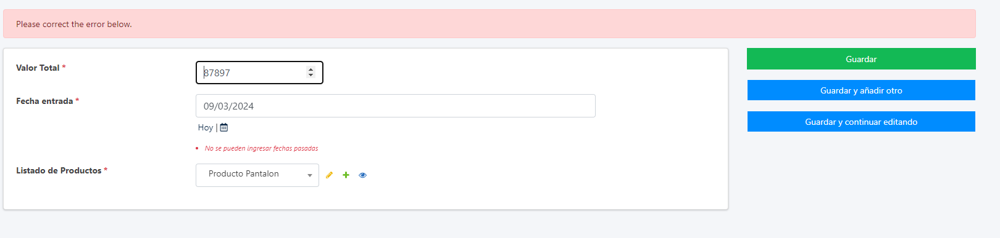 Please correct the error below.
Valor Total *
87897
Guardar
Fecha entrada *
09/03/2024
Guardar y añadir otro
Hoy |
Guardar y continuar editando
No se pueden ingresar fechas pasadas
Listado de Productos *
Producto Pantalon